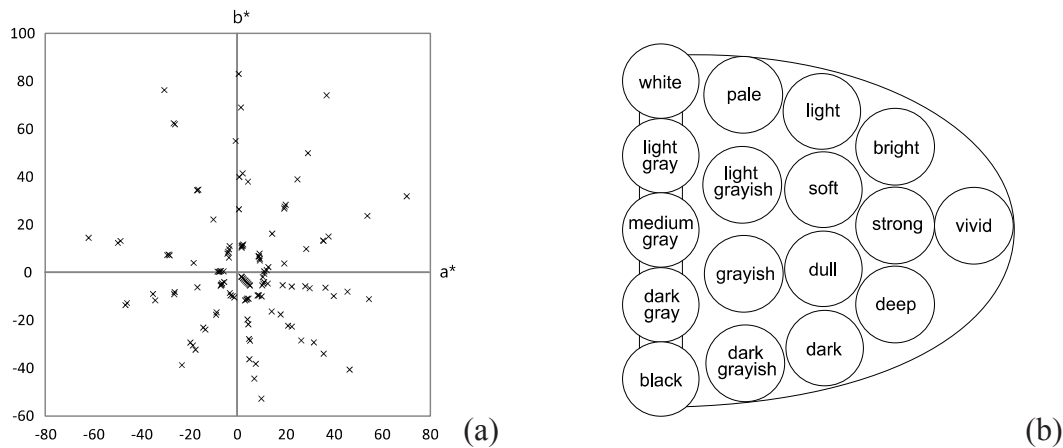 b*
100
80
60
40
20
0
-20
-40
-60
a*
-80 -60 -40 -20 0 20 40 60 80
(a)
white
light
gray
medium
gray
dark
gray
black
pale
light
grayish
grayish
dark
grayish
light
soft
dull
dark
bright
strong
deep
vivid
(b)